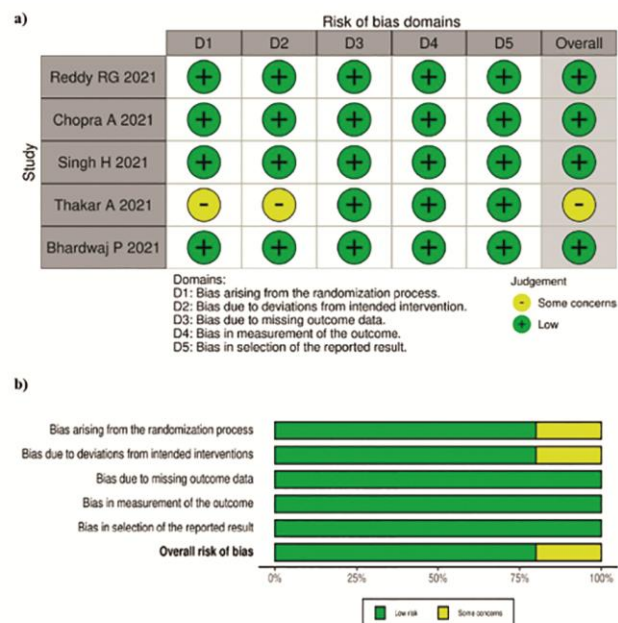 a)
Risk of bias domains
D1 D2 D3 D4 D5 Overall
Study
Reddy RG 2021 + + + + + +
Chopra A 2021 + + + + + +
Singh H 2021 + + + + + +
Thakar A 2021 - - + + + -
Bhardwaj P 2021 + + + + + +
Domains:
D1: Bias arising from the randomization process.
D2: Bias due to deviations from intended intervention.
D3: Bias due to missing outcome data.
D4: Bias in measurement of the outcome.
D5: Bias in selection of the reported result.
Judgement
- Some concerns
+ Low
b)
Bias arising from the randomization process
Bias due to deviations from intended interventions
Bias due to missing outcome data
Bias in measurement of the outcome
Bias in selection of the reported result
Overall risk of bias
0% 25% 50% 75% 100%
Low risk Some concerns